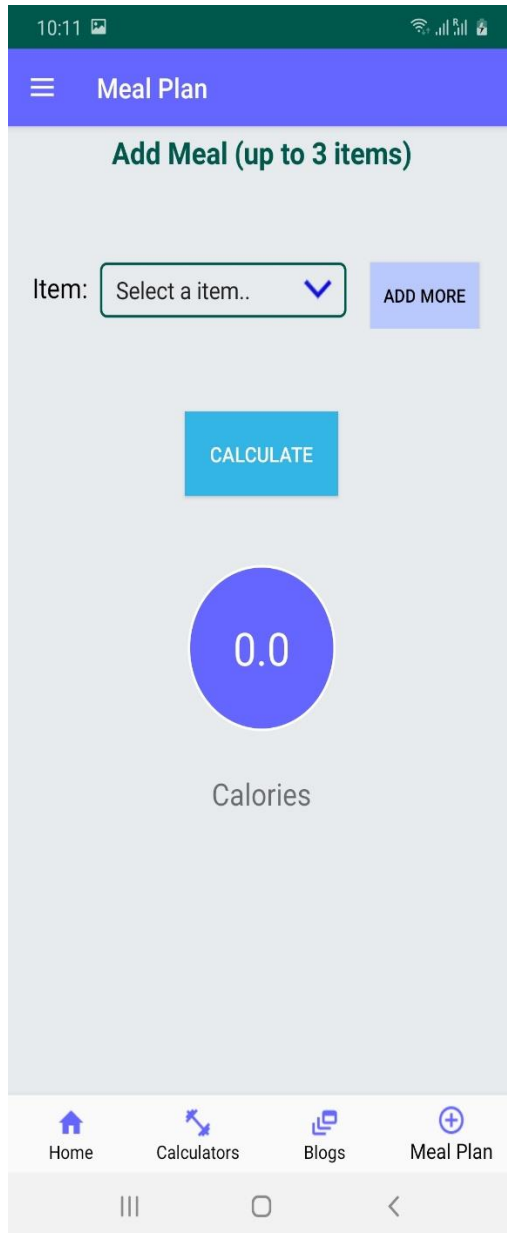 10:11
Meal Plan
Add Meal (up to 3 items)
Item: Select a item.. ADD MORE
CALCULATE
0.0
Calories
Home Calculators Blogs Meal Plan